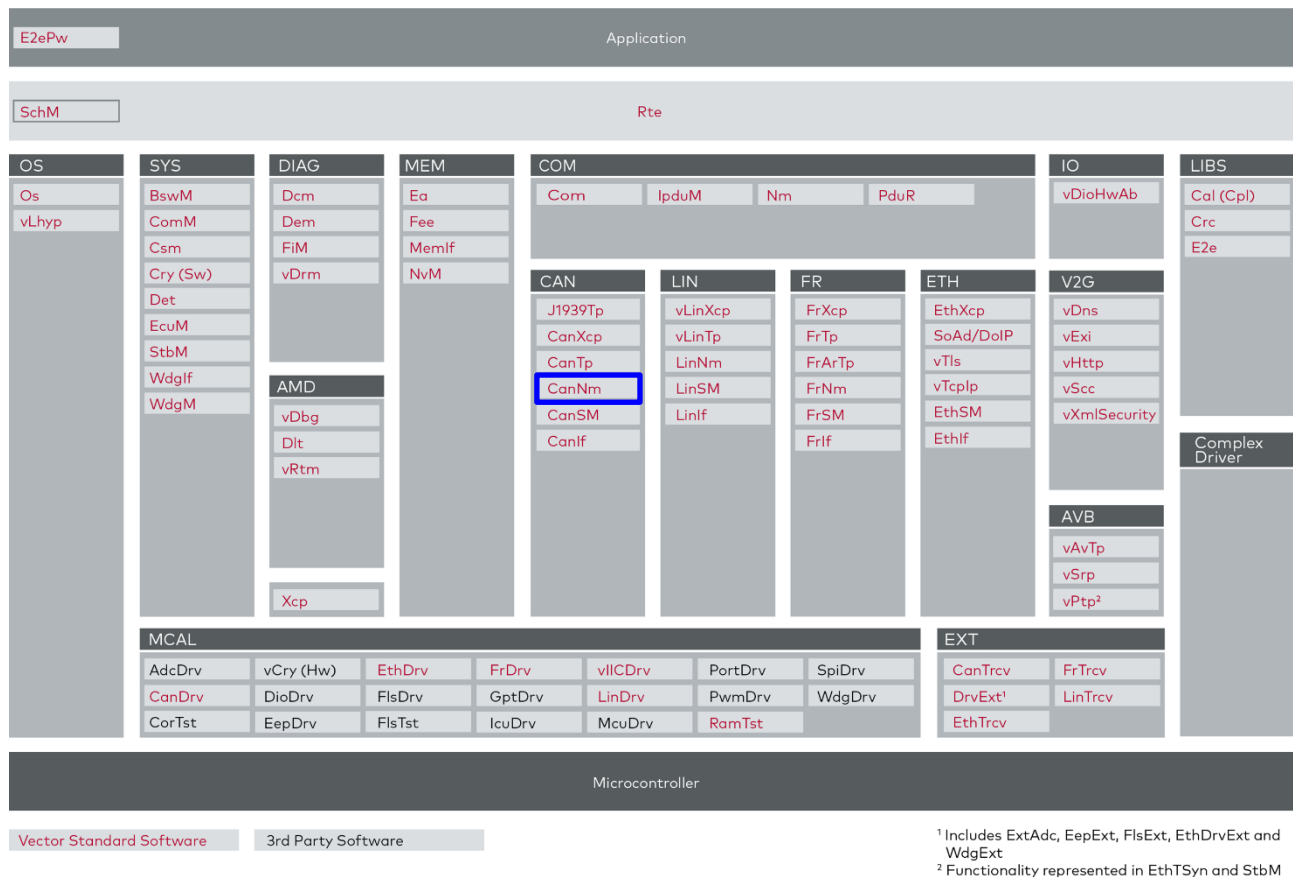 E2ePw
Application
SchM
Rte
OS
Os
vLhyp
SYS
BswM
ComM
Csm
Cry (Sw)
Det
EcuM
StbM
WdgIf
WdgM
DIAG
Dcm
Dem
FiM
vDrm
AMD
vDbg
Dlt
vRtm
Xcp
MEM
Ea
Fee
MemIf
NvM
COM
Com IpduM Nm PduR
CAN
J1939Tp
CanXcp
CanTp
CanNm
CanSM
CanIf
LIN
vLinXcp
vLinTp
LinNm
LinSM
LinIf
FR
FrXcp
FrTp
FrArTp
FrNm
FrSM
FrIf
ETH
EthXcp
SoAd/DoIP
vTls
vTcpIp
EthSM
EthIf
IO
vDioHwAb
V2G
vDns
vExi
vHttp
vScc
vXmlSecurity
AVB
vAvTp
vSrp
vPtp²
LIBS
Cal (Cpl)
Crc
E2e
Complex
Driver
MCAL
AdcDrv vCry (Hw) EthDrv FrDrv vIICDrv PortDrv SpiDrv
CanDrv DioDrv FlsDrv GptDrv LinDrv PwmDrv WdgDrv
CorTst EepDrv FlsTst IcuDrv McuDrv RamTst
EXT
CanTrcv FrTrcv
DrvExt¹ LinTrcv
EthTrcv
Microcontroller
Vector Standard Software
3rd Party Software
¹ Includes ExtAdc, EepExt, FlsExt, EthDrvExt and
WdgExt
² Functionality represented in EthTSyn and StbM